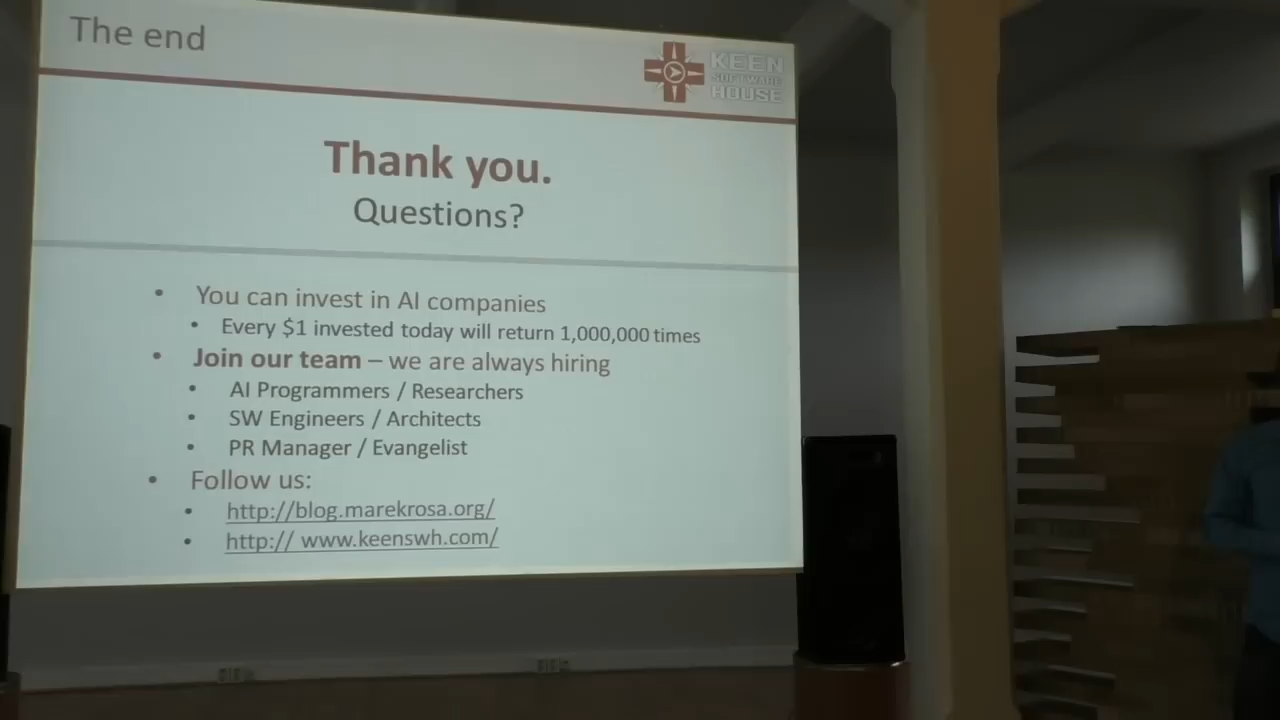 The end
KEEN
SOFTWARE
HOUSE
Thank you.
Questions?
• You can invest in AI companies
• Every $1 invested today will return 1,000,000 times
• Join our team – we are always hiring
• AI Programmers / Researchers
• SW Engineers / Architects
• PR Manager / Evangelist
• Follow us:
• http://blog.marekrosa.org/
• http:// www.keenswh.com/